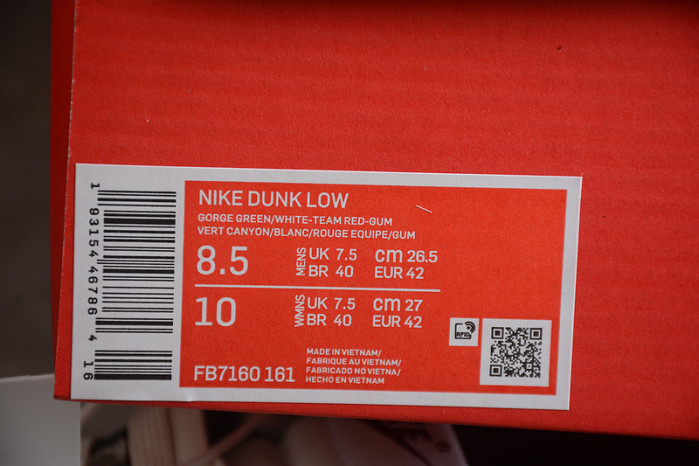 NIKE DUNK LOW
GORGE GREEN/WHITE-TEAM RED-GUM
VERT CANYON/BLANC/ROUGE EQUIPE/GUM
8.5 MENS UK 7.5 cm 26.5
BR 40 EUR 42
10 WMNS UK 7.5 cm 27
BR 40 EUR 42
MADE IN VIETNAM/
FABRIQUE AU VIETNAM/
FABRICADO NO VIETNA/
HECHO EN VIETNAM
FB7160 161
1 93154 46786 4 16